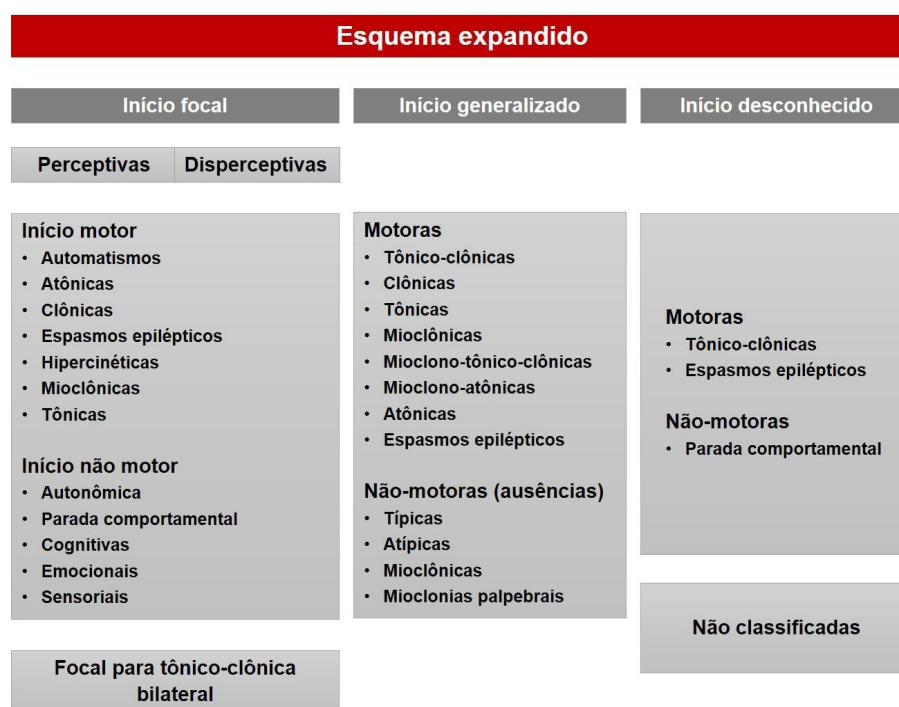 Esquema expandido
Início focal
Início generalizado
Início desconhecido
Perceptivas
Disperceptivas
Início motor
• Automatismos
• Atônicas
• Clônicas
• Espasmos epilépticos
• Hipercinéticas
• Mioclônicas
• Tônicas
Início não motor
• Autonômica
• Parada comportamental
• Cognitivas
• Emocionais
• Sensoriais
Focal para tônico-clônica
bilateral
Motoras
• Tônico-clônicas
• Clônicas
• Tônicas
• Mioclônicas
• Mioclono-tônico-clônicas
• Mioclono-atônicas
• Atônicas
• Espasmos epilépticos
Não-motoras (ausências)
• Típicas
• Atípicas
• Mioclônicas
• Mioclonias palpebrais
Motoras
• Tônico-clônicas
• Espasmos epilépticos
Não-motoras
• Parada comportamental
Não classificadas